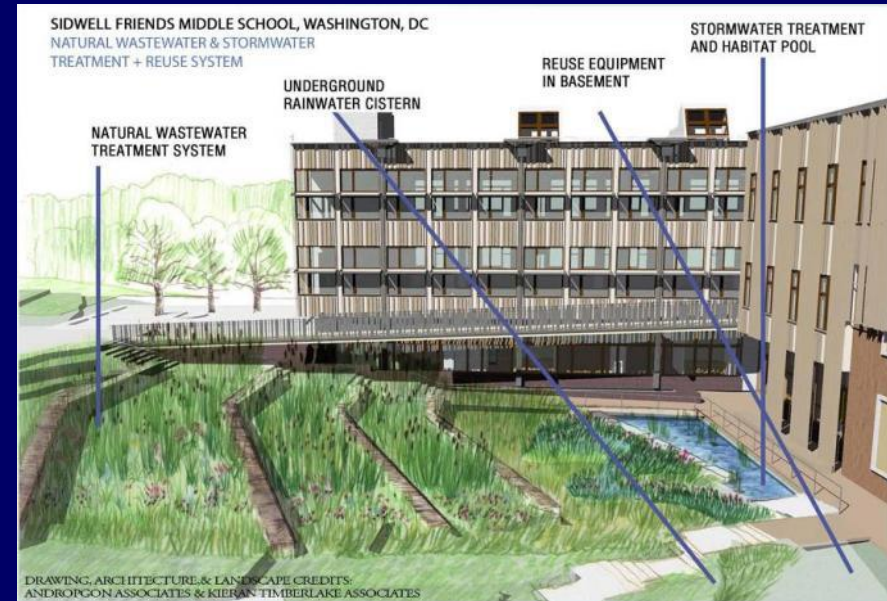 SIDWELL FRIENDS MIDDLE SCHOOL, WASHINGTON, DC
NATURAL WASTEWATER & STORMWATER
TREATMENT + REUSE SYSTEM
NATURAL WASTEWATER
TREATMENT SYSTEM
UNDERGROUND
RAINWATER CISTERN
REUSE EQUIPMENT
IN BASEMENT
STORMWATER TREATMENT
AND HABITAT POOL
DRAWING, ARCHITECTURE,& LANDSCAPE CREDITS:
ANDROPGON ASSOCIATES & KIERAN TIMBERLAKE ASSOCIATES